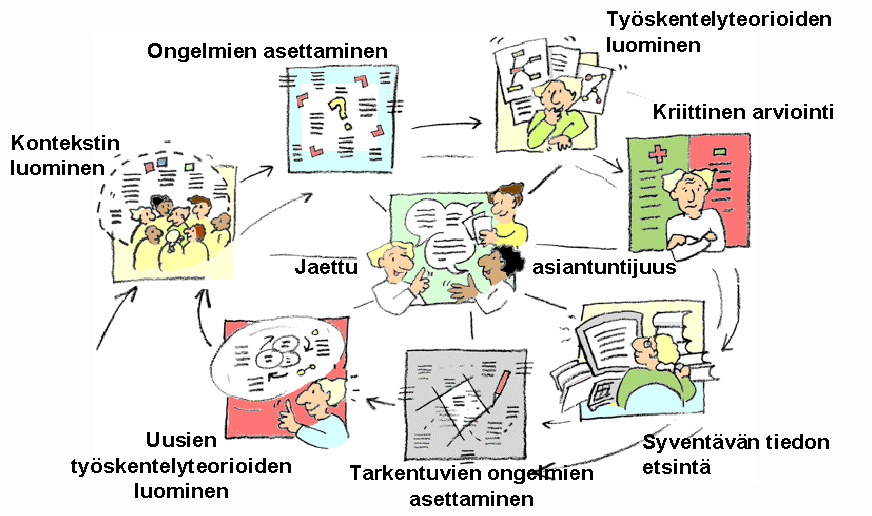 Ongelmien asettaminen
Työskentelyteorioiden
luominen
Kriittinen arviointi
Kontekstin
luominen
Jaettu
asiantuntijuus
Uusien
työskentelyteorioiden
luominen
Tarkentuvien ongelmien
asettaminen
Syventävän tiedon
etsintä